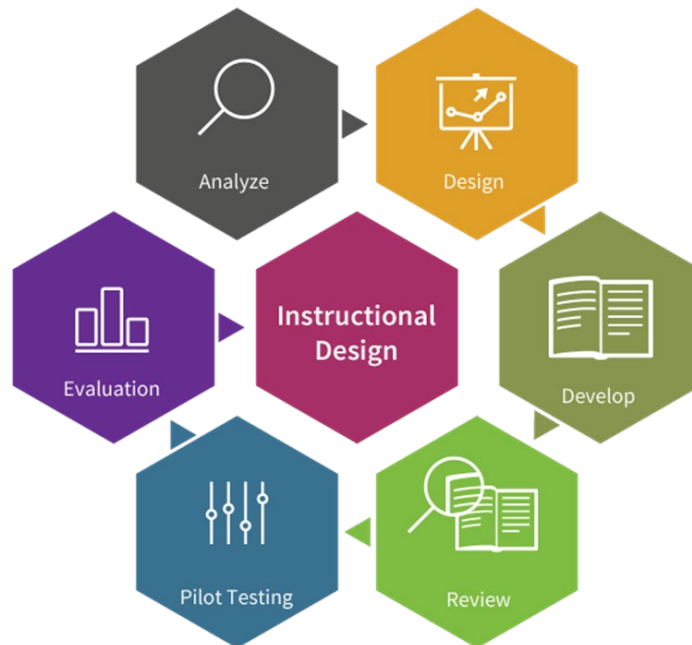 Analyze
Design
Instructional
Design
Evaluation
Develop
Pilot Testing
Review